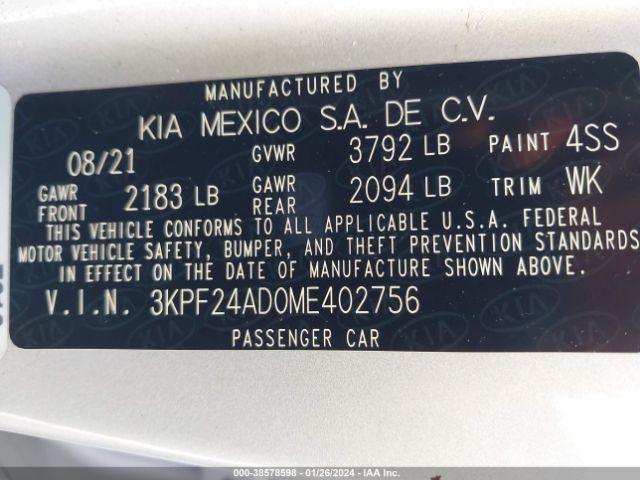 MANUFACTURED BY
KIA MEXICO S.A. DE C.V.
08/21 GVWR 3792 LB PAINT 4SS
GAWR FRONT 2183 LB GAWR REAR 2094 LB TRIM WK
THIS VEHICLE CONFORMS TO ALL APPLICABLE U.S.A. FEDERAL
MOTOR VEHICLE SAFETY, BUMPER, AND THEFT PREVENTION STANDARDS
IN EFFECT ON THE DATE OF MANUFACTURE SHOWN ABOVE.
V.I.N. 3KPF24AD0ME402756
PASSENGER CAR
000-38578598 - 01/26/2024 - IAA Inc.